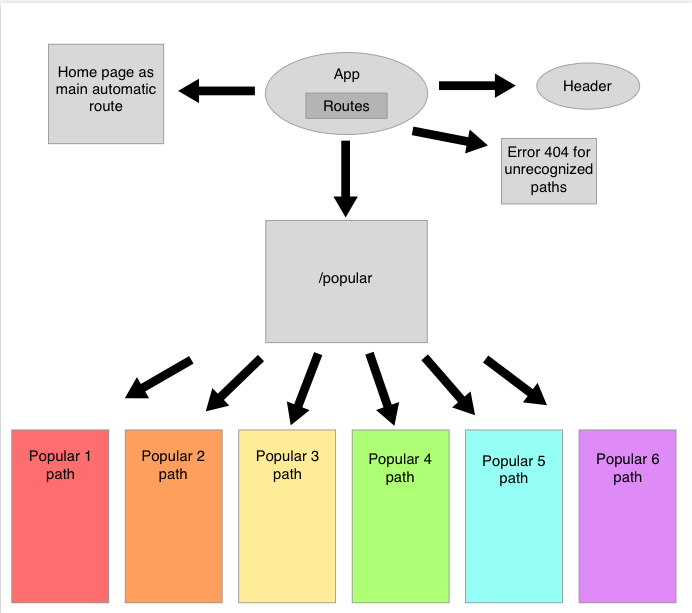 Home page as
main automatic
route
App
Routes
Header
Error 404 for
unrecognized
paths
/popular
Popular 1
path
Popular 2
path
Popular 3
path
Popular 4
path
Popular 5
path
Popular 6
path